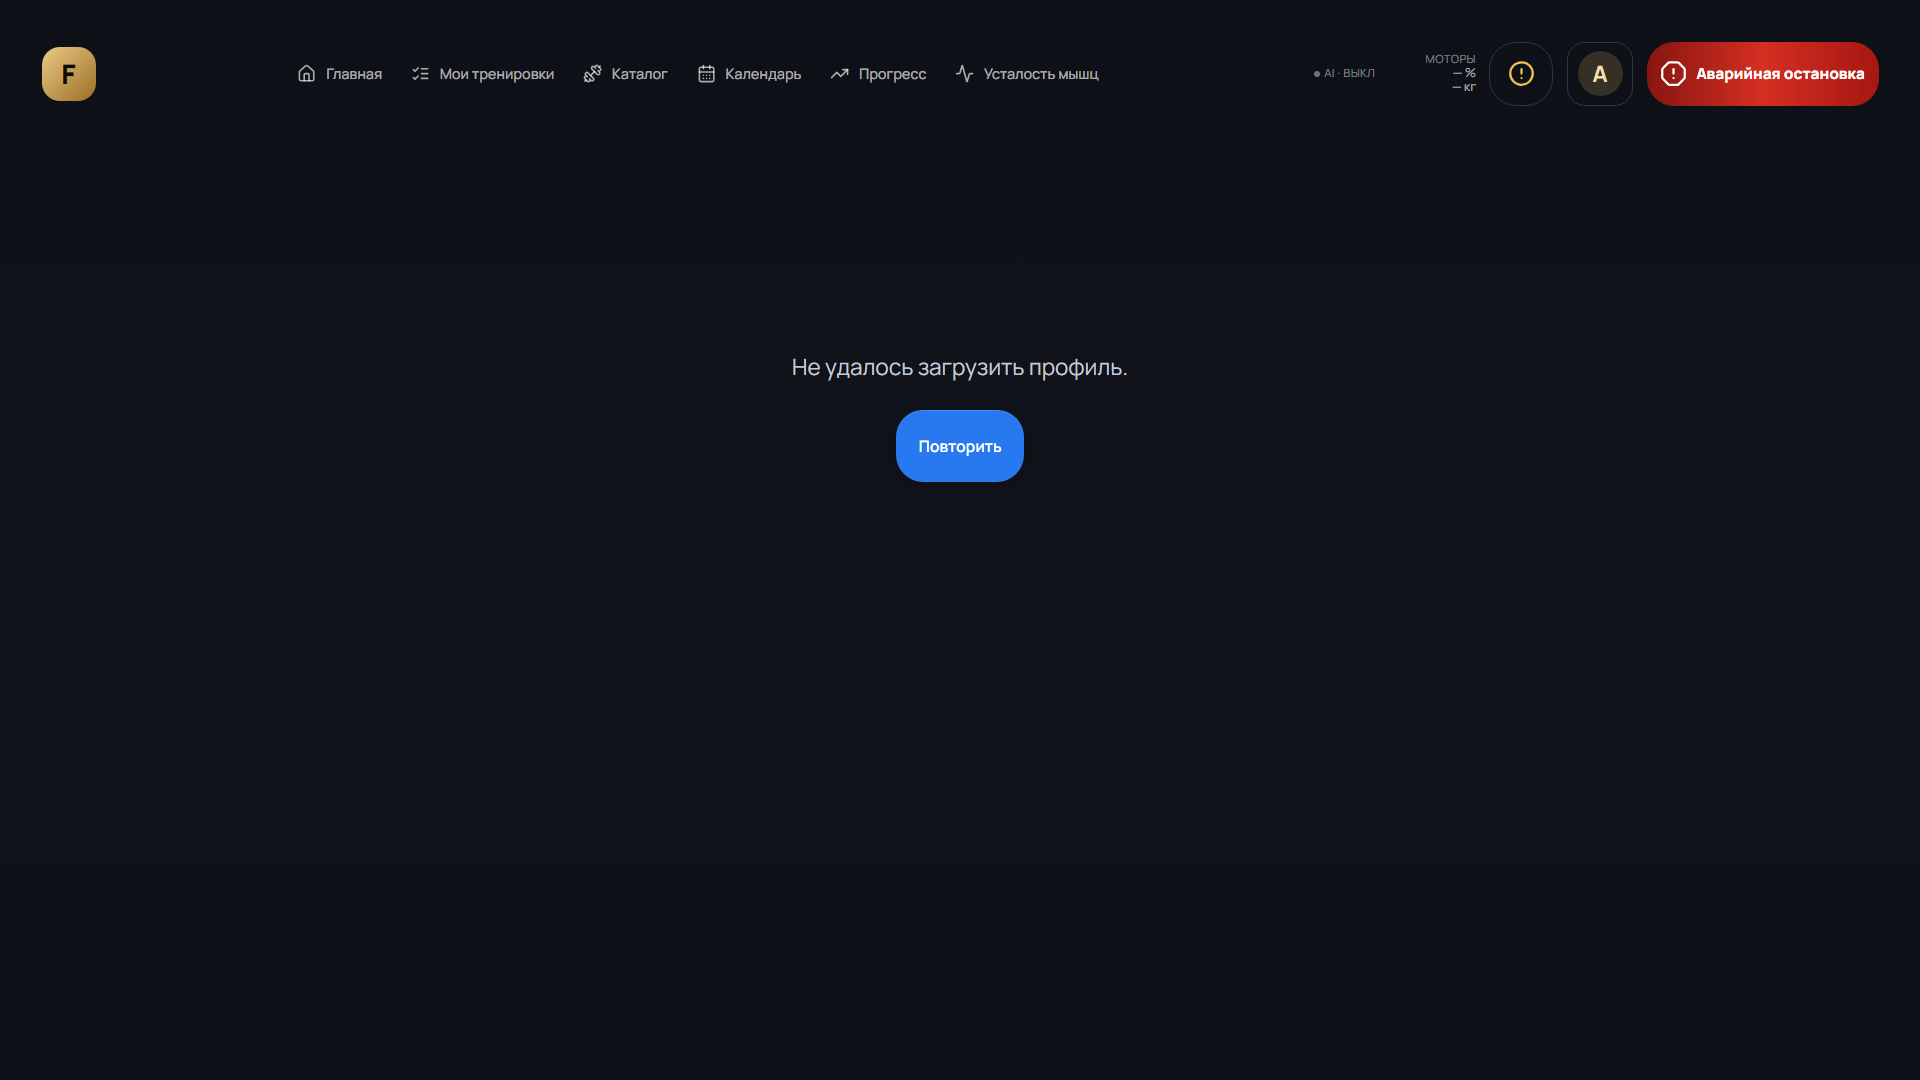 F
Главная
Мои тренировки
Каталог
Календарь
Прогресс
Усталость мышц
AI · ВЫКЛ
МОТОРЫ
— %
— кг
A
Аварийная остановка
Не удалось загрузить профиль.
Повторить